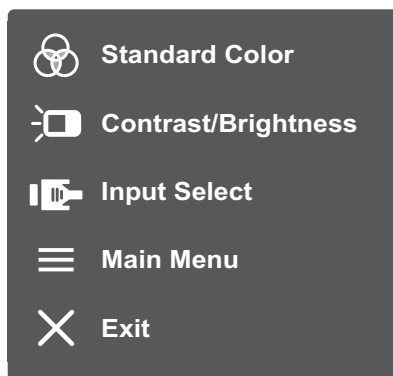 Standard Color
Contrast/Brightness
Input Select
Main Menu
Exit